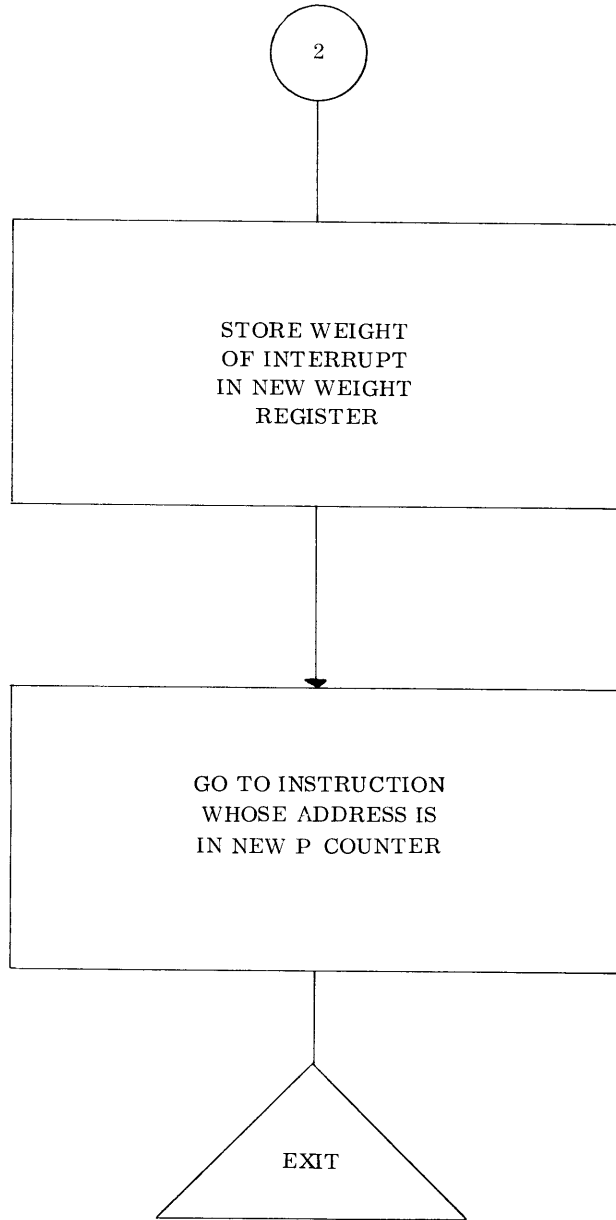 2
STORE WEIGHT
OF INTERRUPT
IN NEW WEIGHT
REGISTER
GO TO INSTRUCTION
WHOSE ADDRESS IS
IN NEW P COUNTER
EXIT